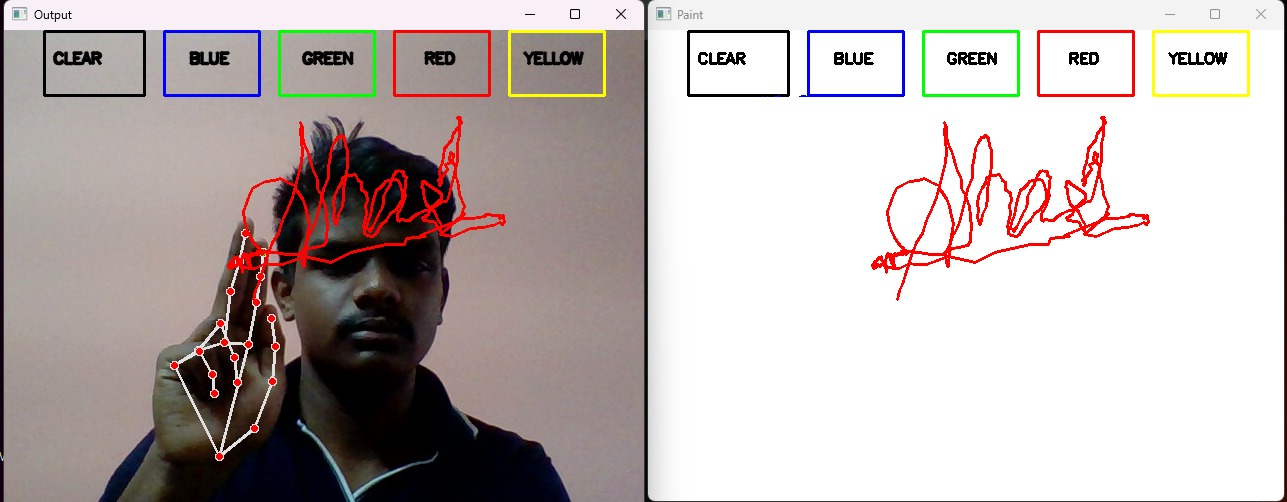 Output
Paint
CLEAR BLUE GREEN RED YELLOW
CLEAR BLUE GREEN RED YELLOW